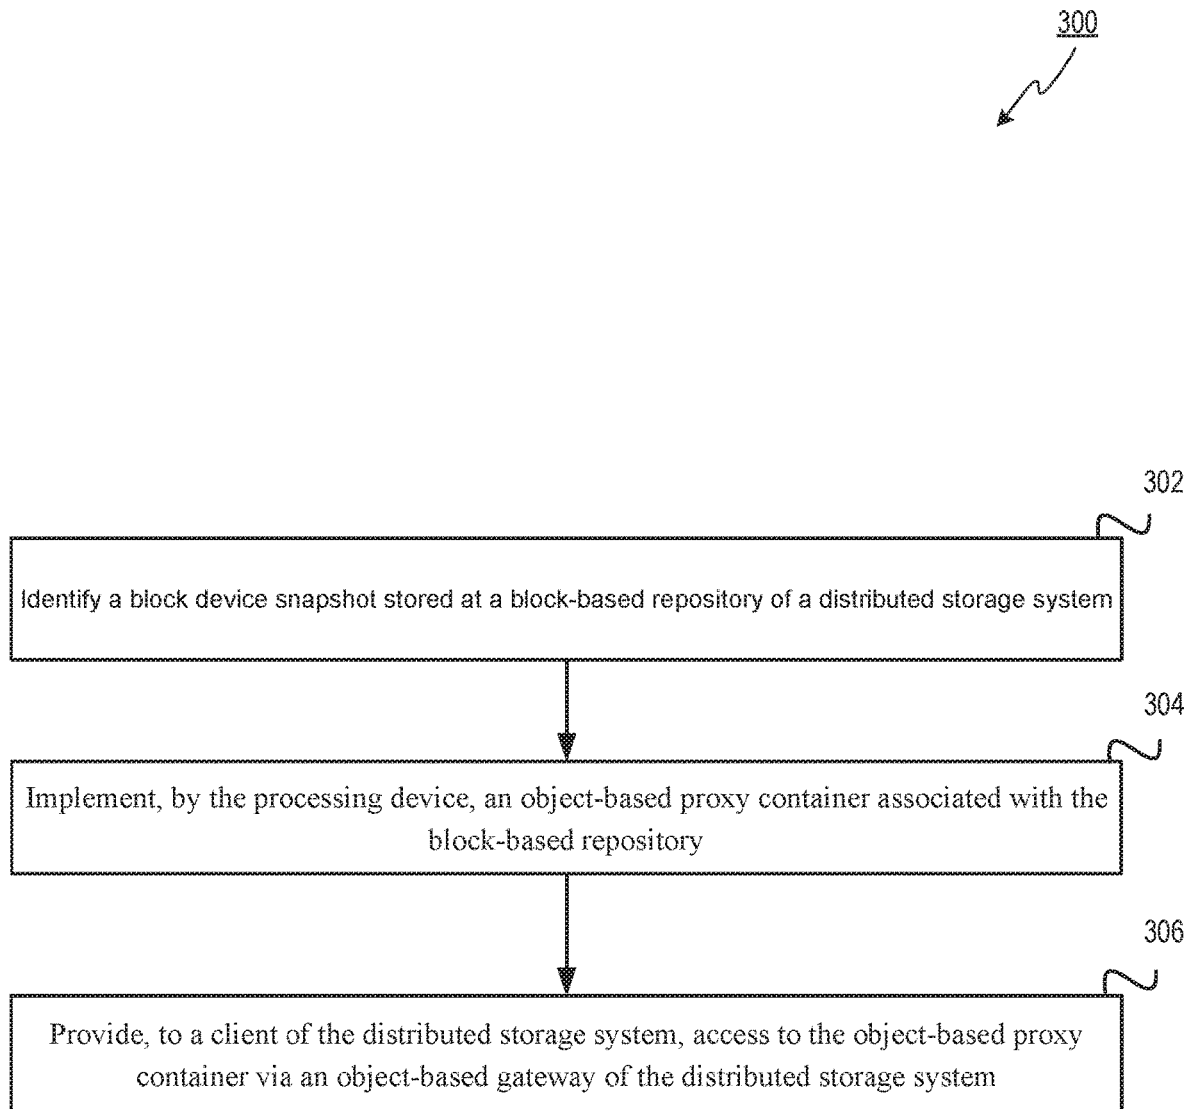 300
302
Identify a block device snapshot stored at a block-based repository of a distributed storage system
304
Implement, by the processing device, an object-based proxy container associated with the
block-based repository
306
Provide, to a client of the distributed storage system, access to the object-based proxy
container via an object-based gateway of the distributed storage system